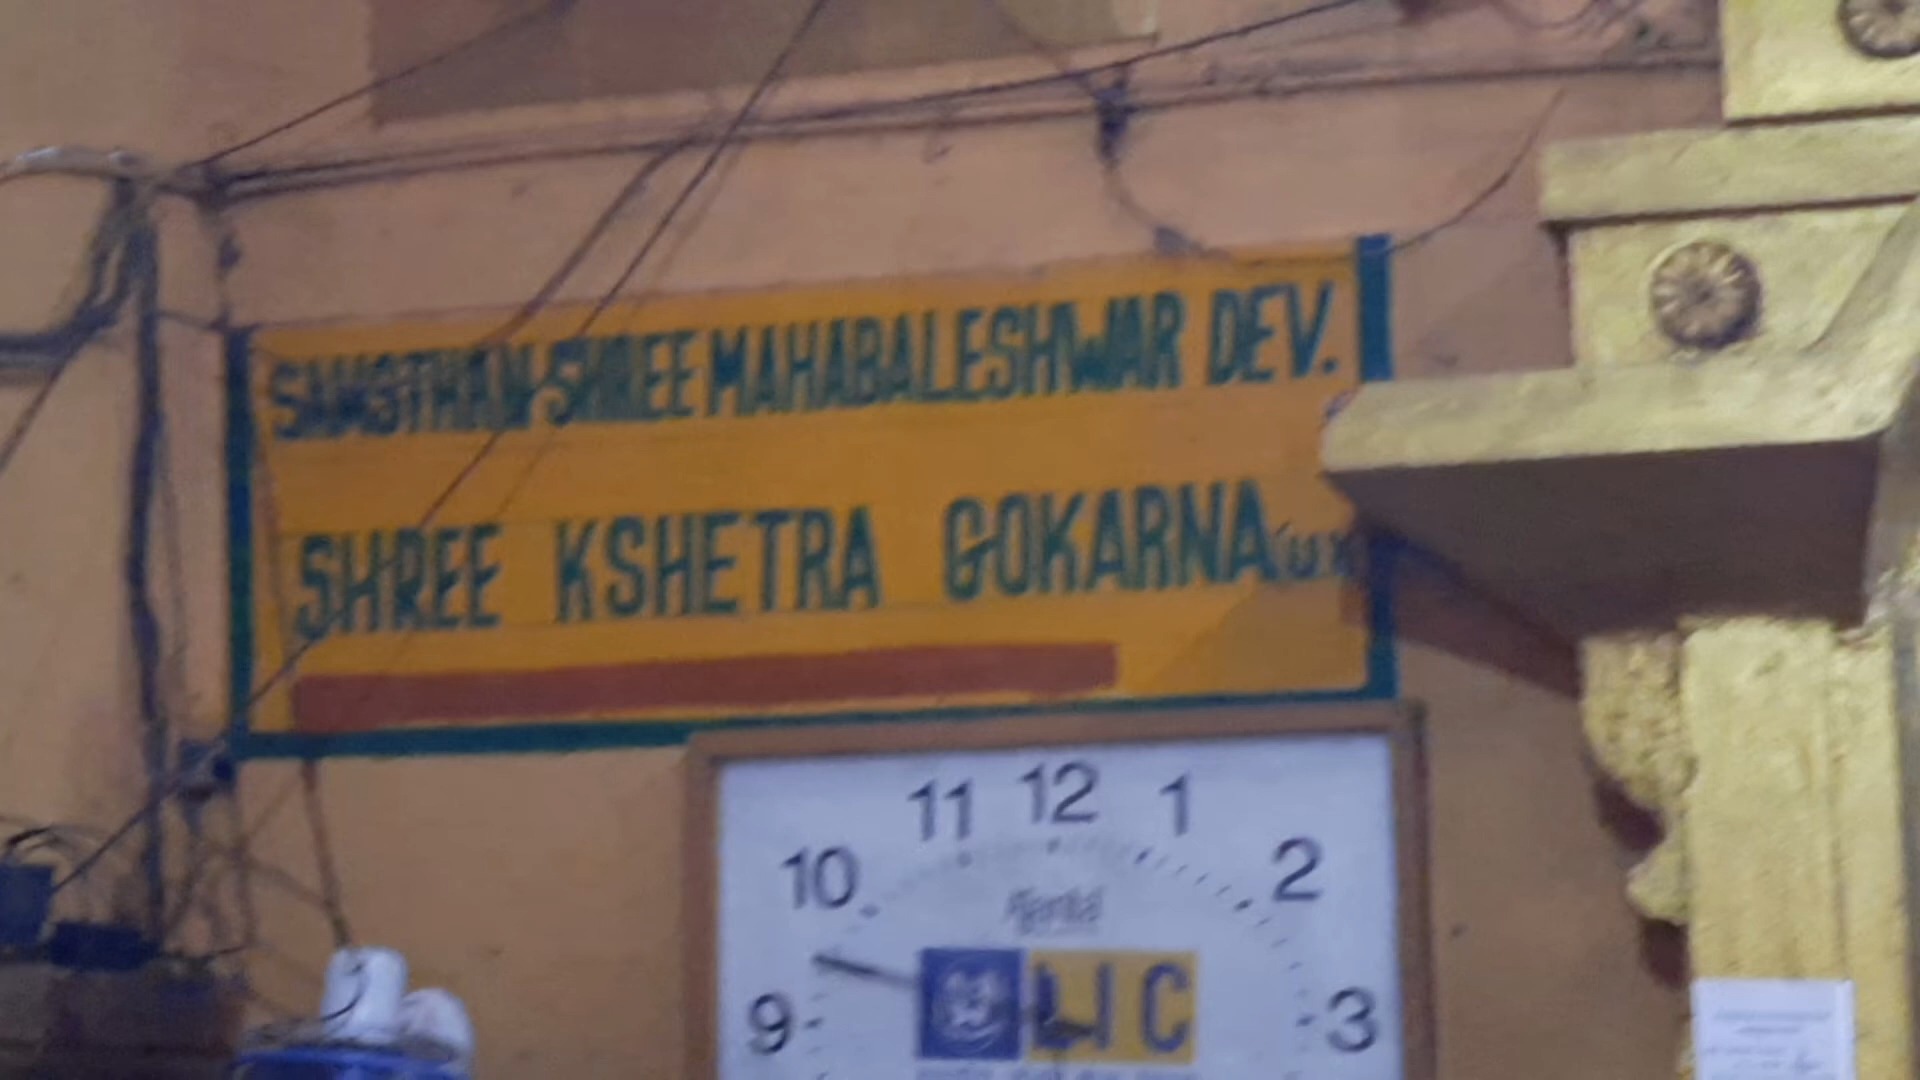 SAMSTHAN SHREE MAHABALESHWAR DEV.
SHREE KSHETRA GOKARNA
11 12 1
10 2
LIC
9 3